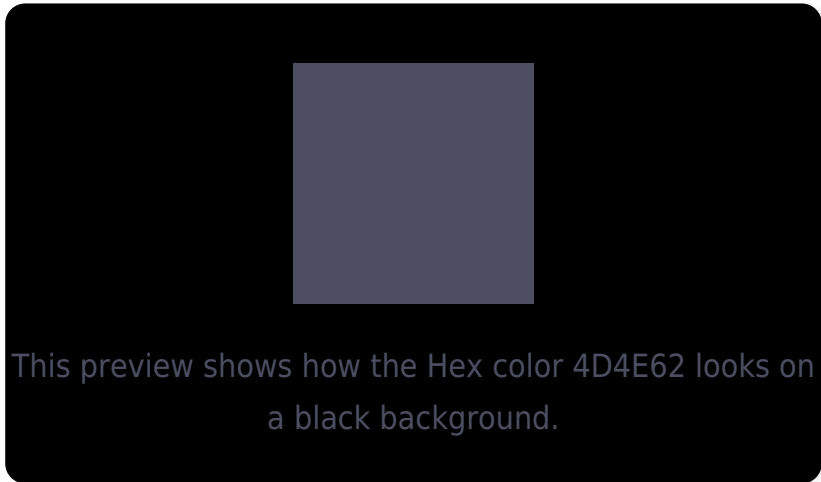 This preview shows how the Hex color 4D4E62 looks on
a black background.